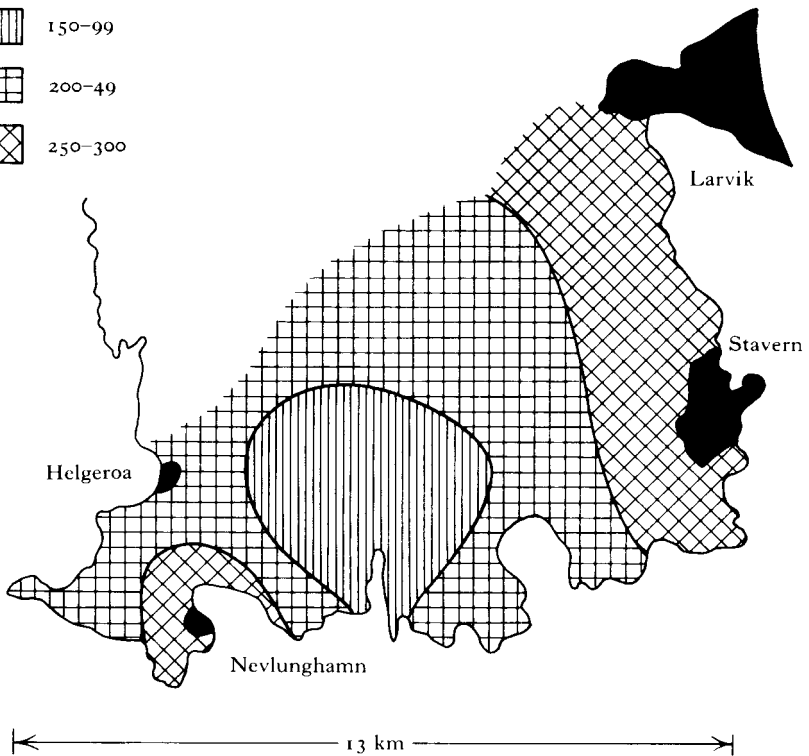 150–99
200–49
250–300
Larvik
Stavern
Helgeroa
Nevlunghamn
13 km